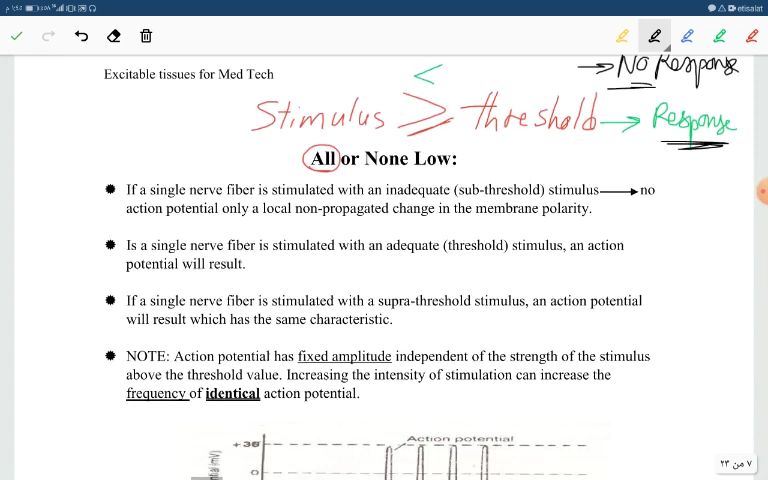 etisalat
→ No Response
Excitable tissues for Med Tech
<
Stimulus ≥ threshold → Response
All or None Low:
✹ If a single nerve fiber is stimulated with an inadequate (sub-threshold) stimulus → no
action potential only a local non-propagated change in the membrane polarity.
✹ Is a single nerve fiber is stimulated with an adequate (threshold) stimulus, an action
potential will result.
✹ If a single nerve fiber is stimulated with a supra-threshold stimulus, an action potential
will result which has the same characteristic.
✹ NOTE: Action potential has fixed amplitude independent of the strength of the stimulus
above the threshold value. Increasing the intensity of stimulation can increase the
frequency of identical action potential.
Action potential
+35
0
٧ من ٢٣